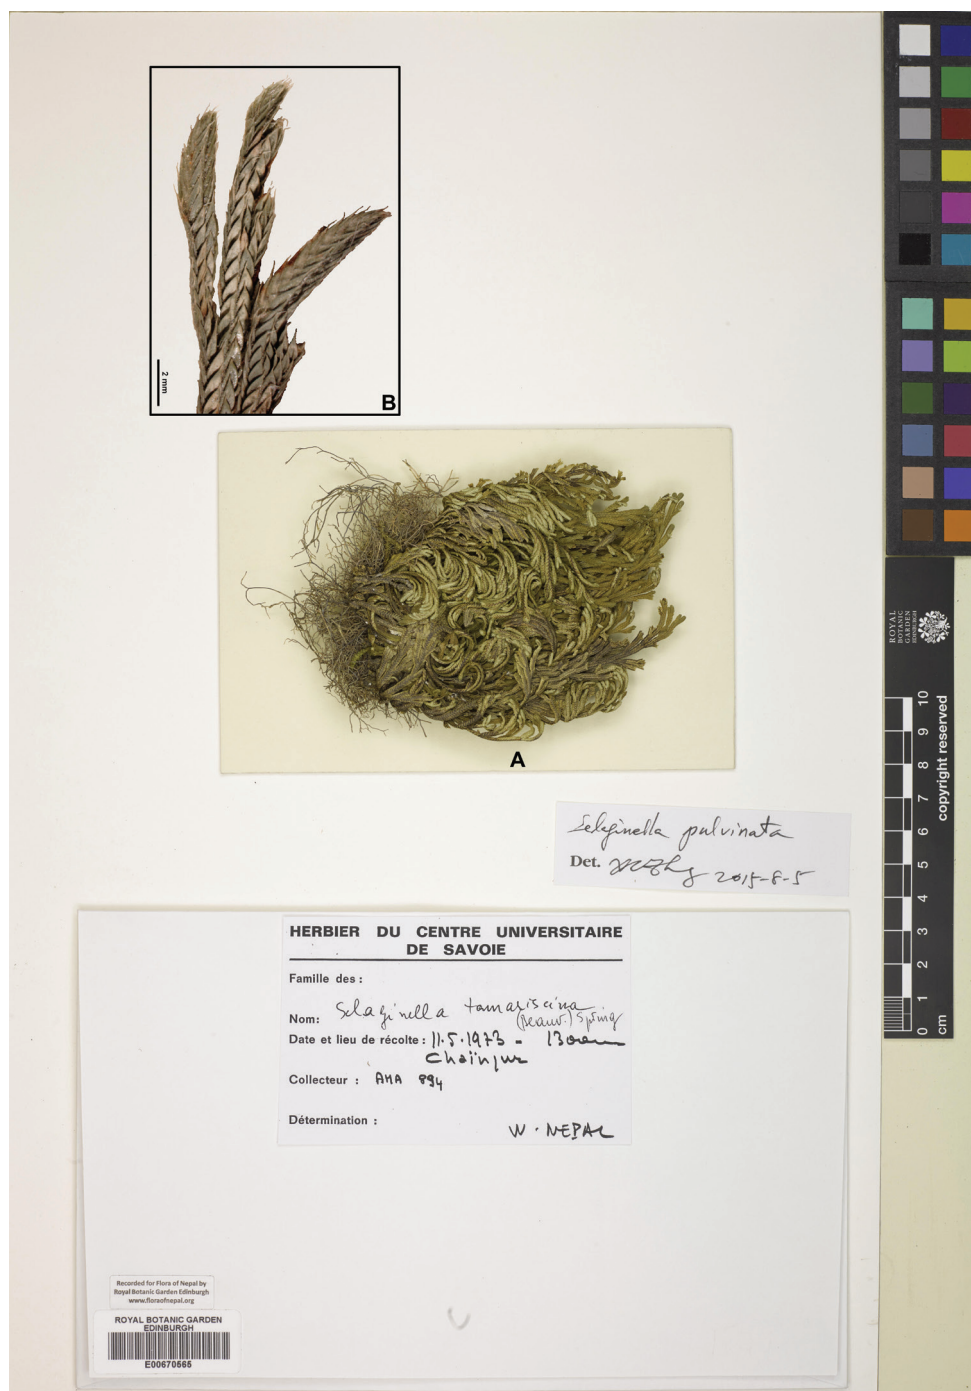 2 mm
B
A
ROYAL
BOTANIC
GARDEN
EDINBURGH
copyright reserved
10
9
8
7
6
5
4
3
2
1
0
cm
Selaginella pulvinata
Det. 2015-8-5
HERBIER DU CENTRE UNIVERSITAIRE
DE SAVOIE
Famille des :
Nom: Selaginella tamariscina
(Beauv.) Spring
Date et lieu de récolte : 11.5.1973 - 1300m
Chaïnpur
Collecteur : AMA 894
Détermination :
W. NEPAL
Recorded for Flora of Nepal by
Royal Botanic Garden Edinburgh
www.floraofnepal.org
ROYAL BOTANIC GARDEN
EDINBURGH
E00670565